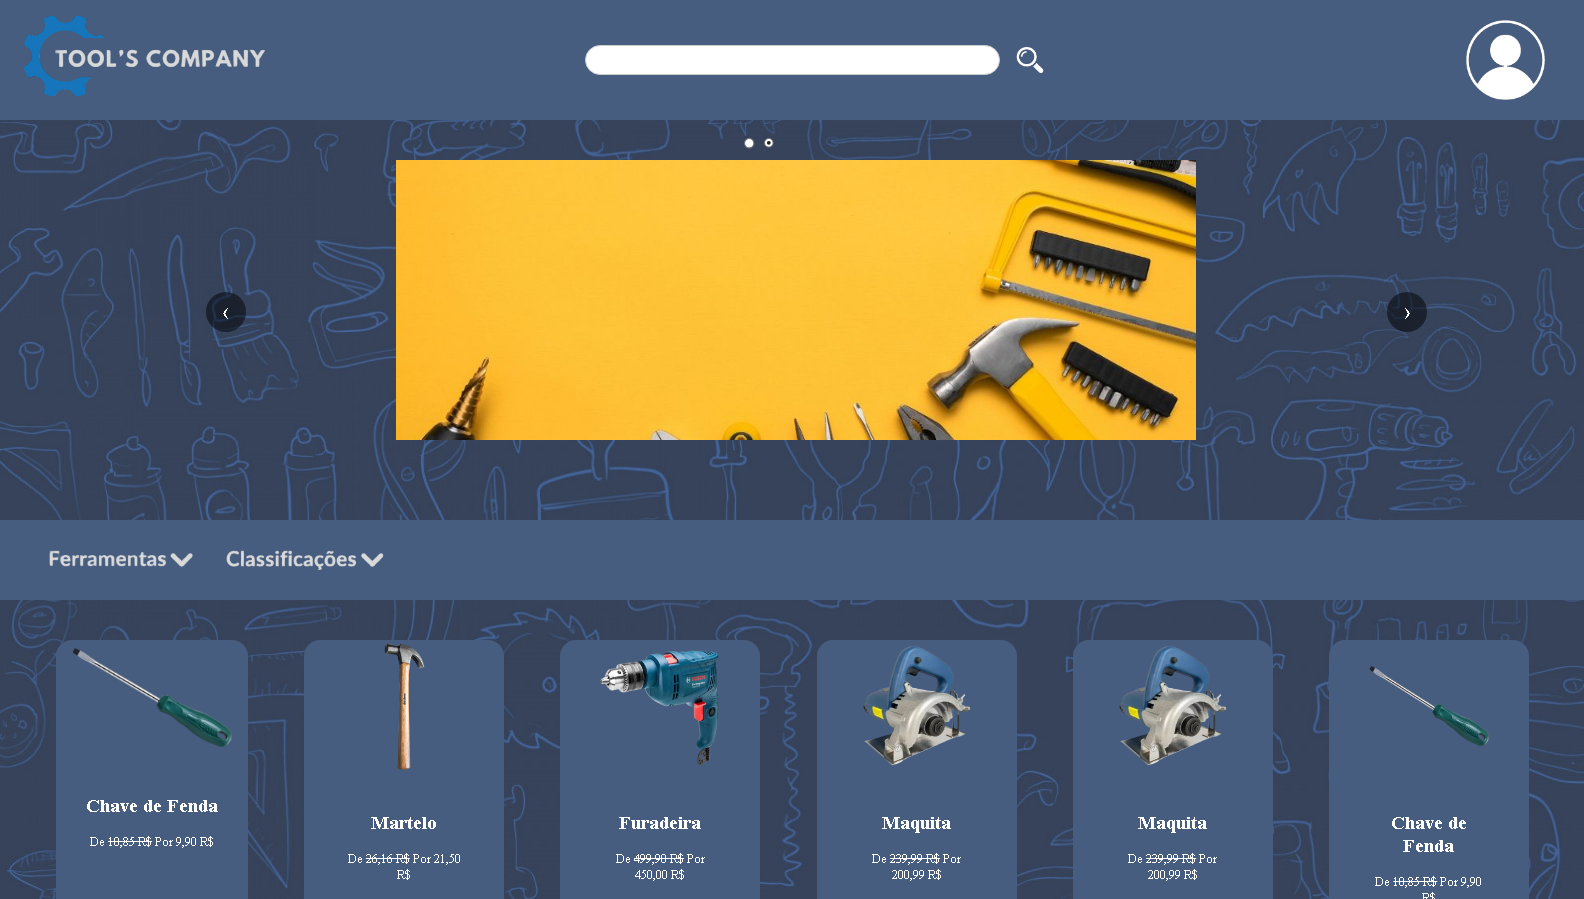 TOOL'S COMPANY
‹
›
Ferramentas
Classificações
Chave de Fenda
De 10,85 R$ Por 9,90 R$
Martelo
De 26,16 R$ Por 21,50
R$
Furadeira
De 499,90 R$ Por
450,00 R$
Maquita
De 239,99 R$ Por
200,99 R$
Maquita
De 239,99 R$ Por
200,99 R$
Chave de
Fenda
De 10,85 R$ Por 9,90
R$